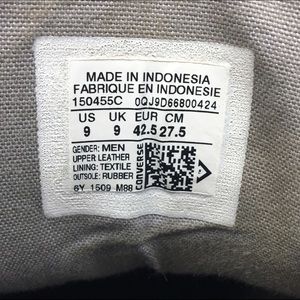 MADE IN INDONESIA
FABRIQUE EN INDONESIE
150455C 0QJ9D66800424
US UK EUR CM
9 9 42.5 27.5
GENDER: MEN
UPPER LEATHER
LINING: TEXTILE
OUTSOLE: RUBBER
6Y 1509 M88
CONVERSE